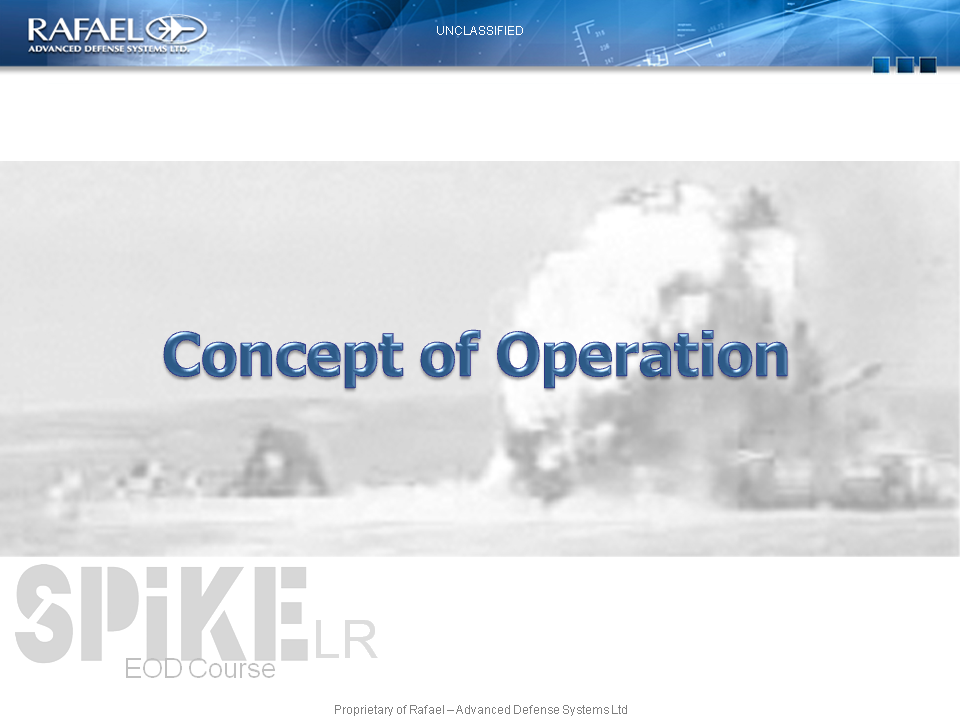 RAFAEL
ADVANCED DEFENSE SYSTEMS LTD.
UNCLASSIFIED
Concept of Operation
SPiKE LR
EOD Course
Proprietary of Rafael – Advanced Defense Systems Ltd